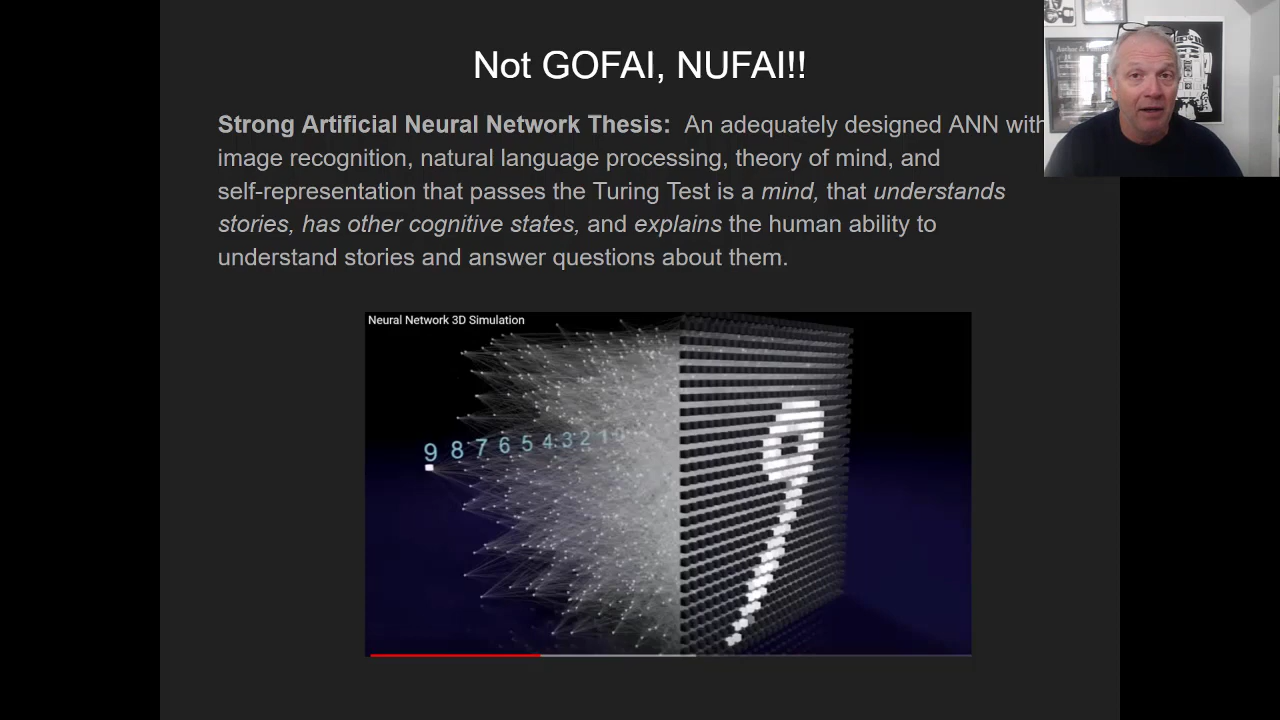 Not GOFAI, NUFAI!!
Strong Artificial Neural Network Thesis: An adequately designed ANN with
image recognition, natural language processing, theory of mind, and
self-representation that passes the Turing Test is a mind, that understands
stories, has other cognitive states, and explains the human ability to
understand stories and answer questions about them.
Neural Network 3D Simulation
9 8 7 6 5 4 3 2 1 0
9